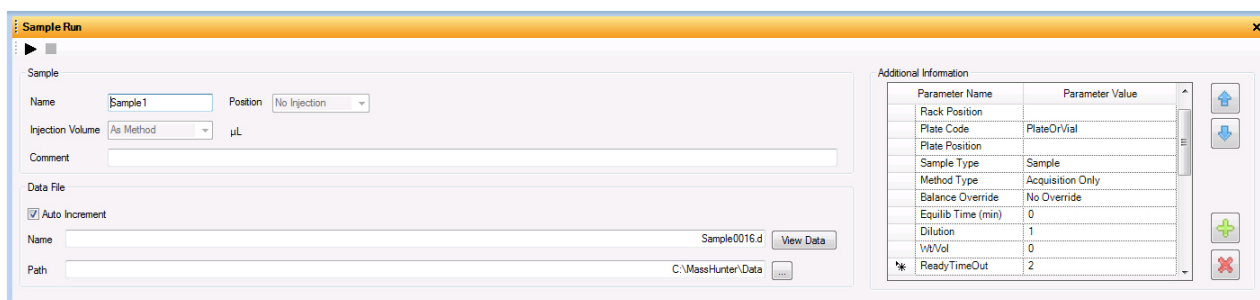 Sample Run
Sample
Name Sample1 Position No Injection
Injection Volume As Method µL
Comment
Data File
Auto Increment
Name Sample0016.d View Data
Path C:\MassHunter\Data ...
Additional Information
Parameter Name Parameter Value
Rack Position
Plate Code PlateOrVial
Plate Position
Sample Type Sample
Method Type Acquisition Only
Balance Override No Override
Equilib Time (min) 0
Dilution 1
Wt/Vol 0
ReadyTimeOut 2